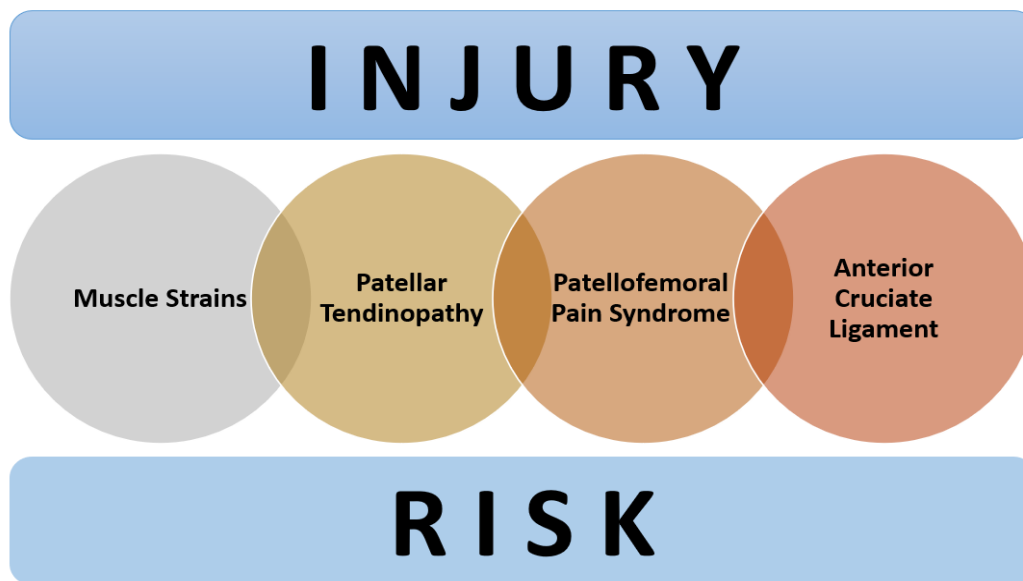 INJURY
Muscle Strains
Patellar
Tendinopathy
Patellofemoral
Pain Syndrome
Anterior
Cruciate
Ligament
RISK